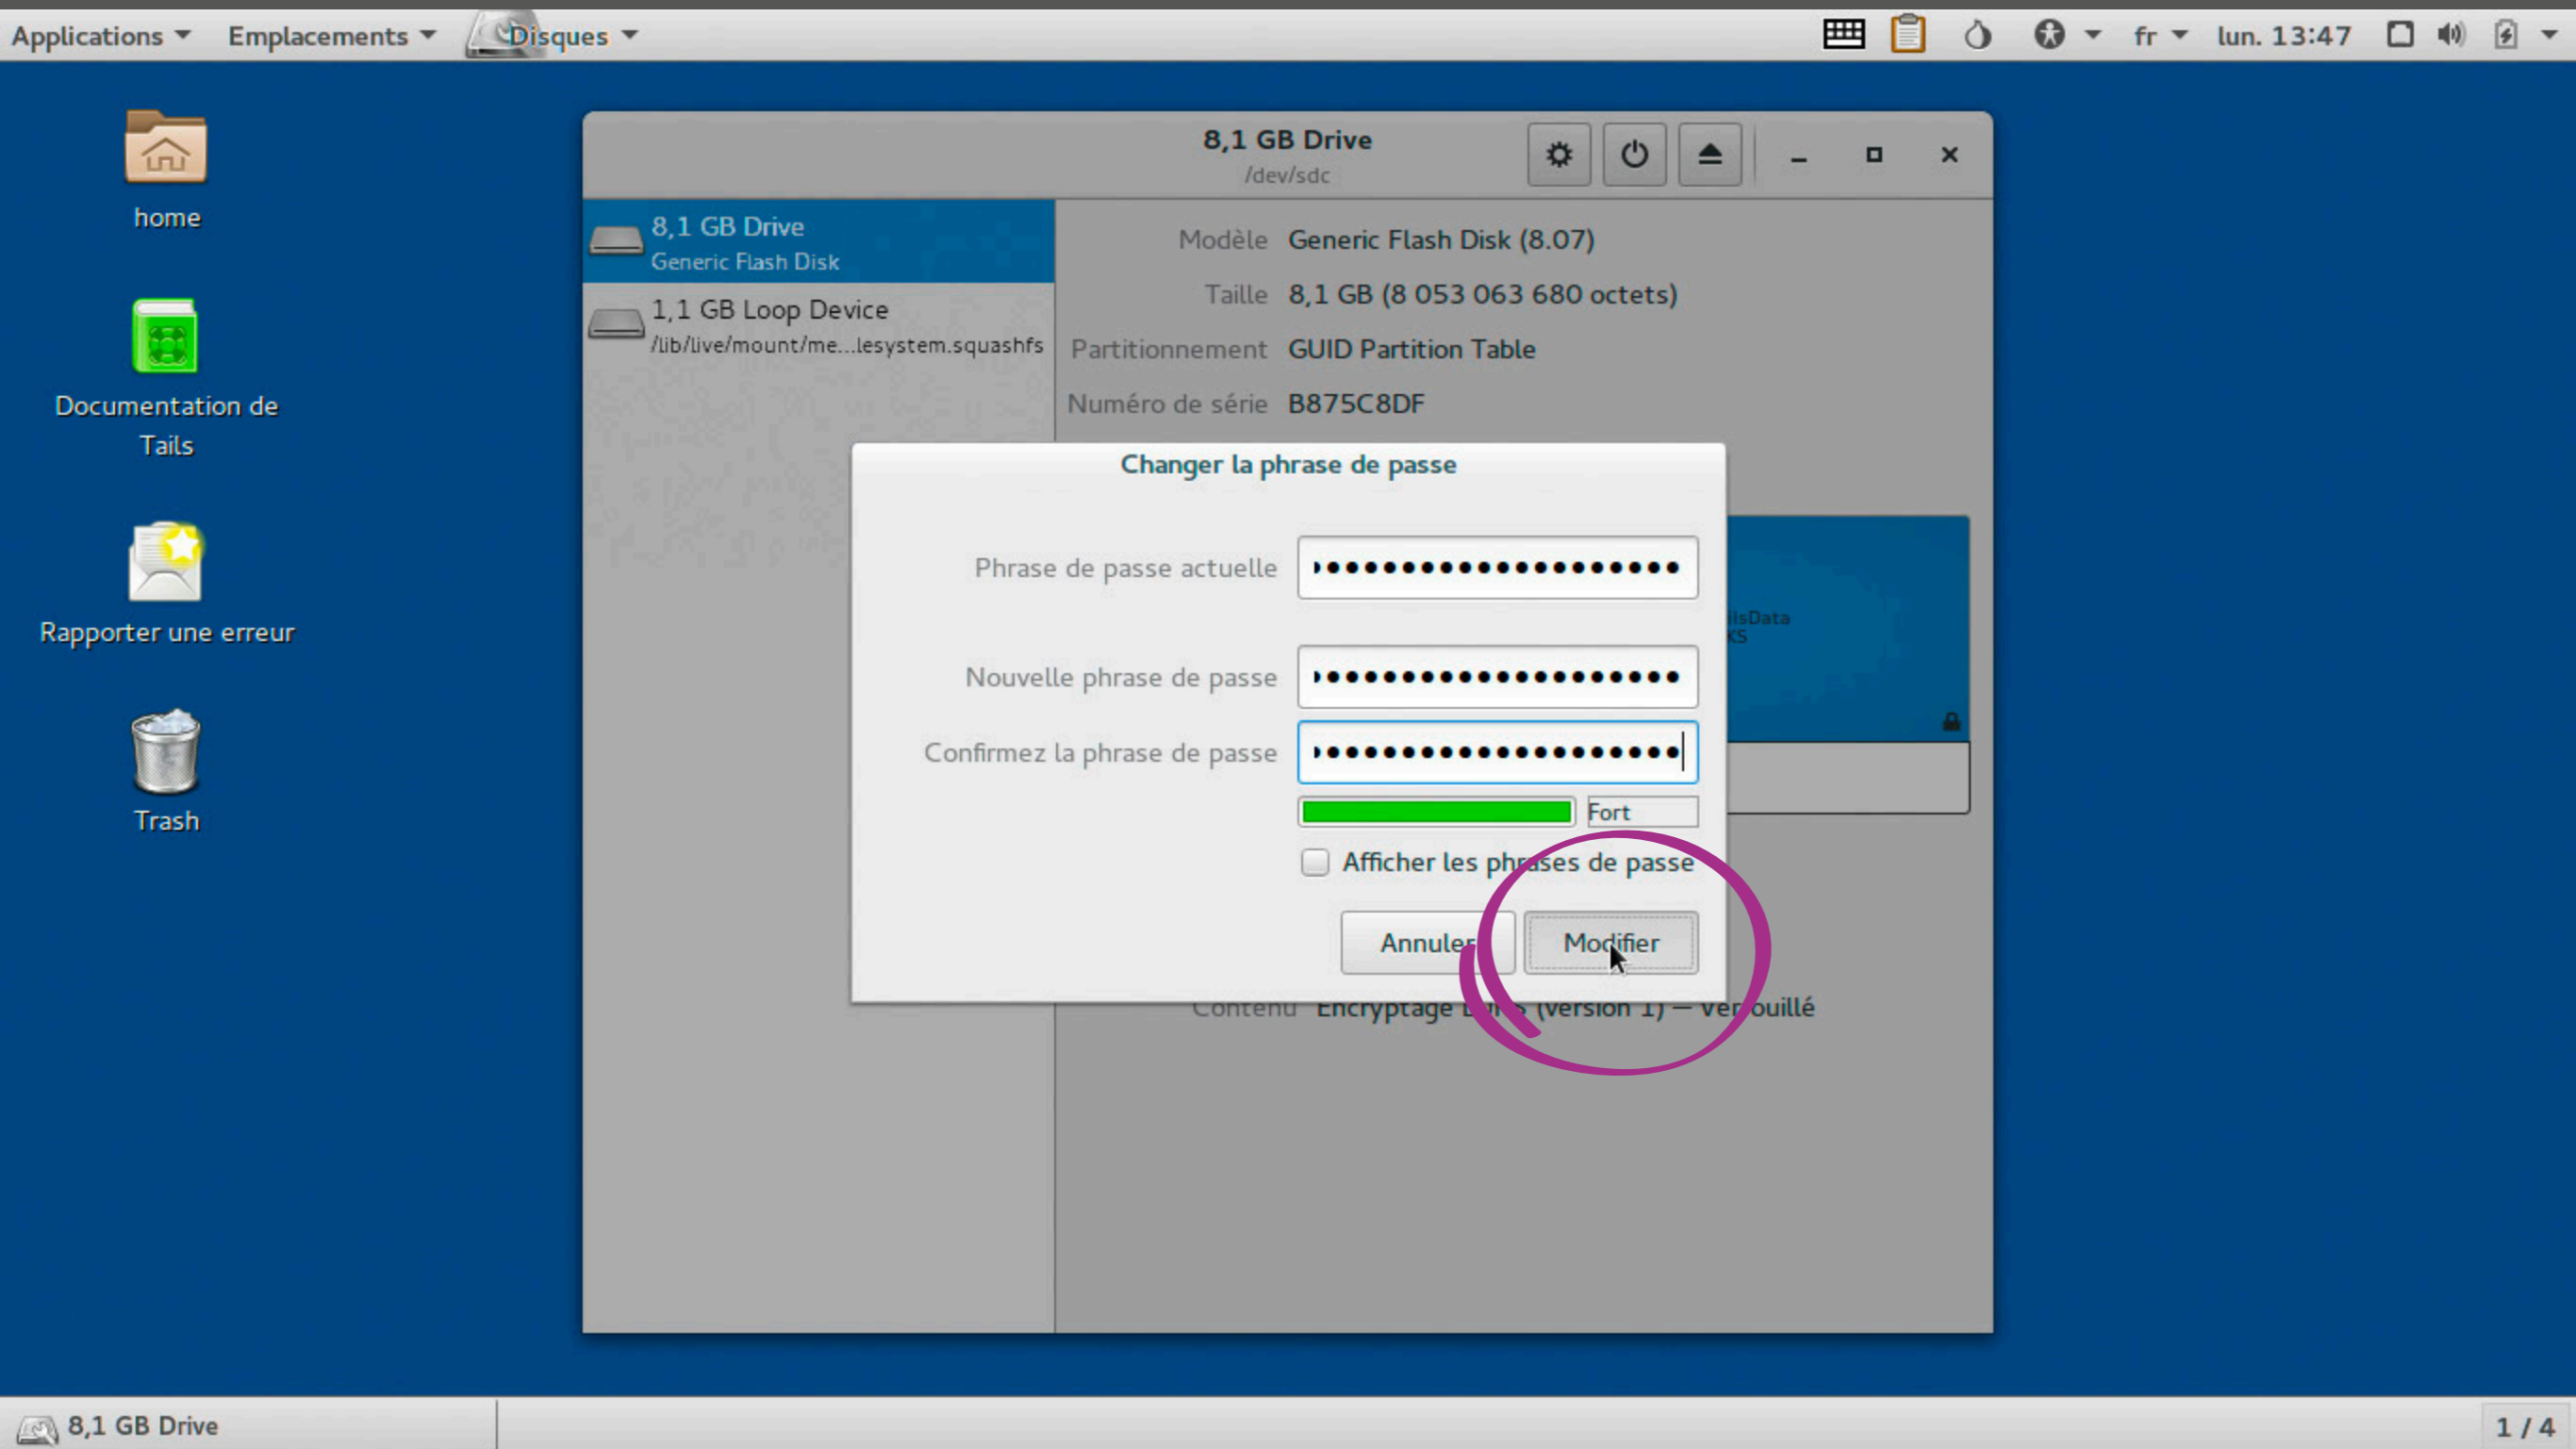 Applications Emplacements Disques fr lun. 13:47
home
Documentation de
Tails
Rapporter une erreur
Trash
8,1 GB Drive
/dev/sdc
8,1 GB Drive
Generic Flash Disk
1,1 GB Loop Device
/lib/live/mount/me...lesystem.squashfs
Modèle Generic Flash Disk (8.07)
Taille 8,1 GB (8 053 063 680 octets)
Partitionnement GUID Partition Table
Numéro de série B875C8DF
ilsData
KS
Changer la phrase de passe
Phrase de passe actuelle
Nouvelle phrase de passe
Confirmez la phrase de passe
Fort
Afficher les phrases de passe
Annuler Modifier
Contenu Encryptage LUKS (version 1) — Verrouillé
8,1 GB Drive
1 / 4